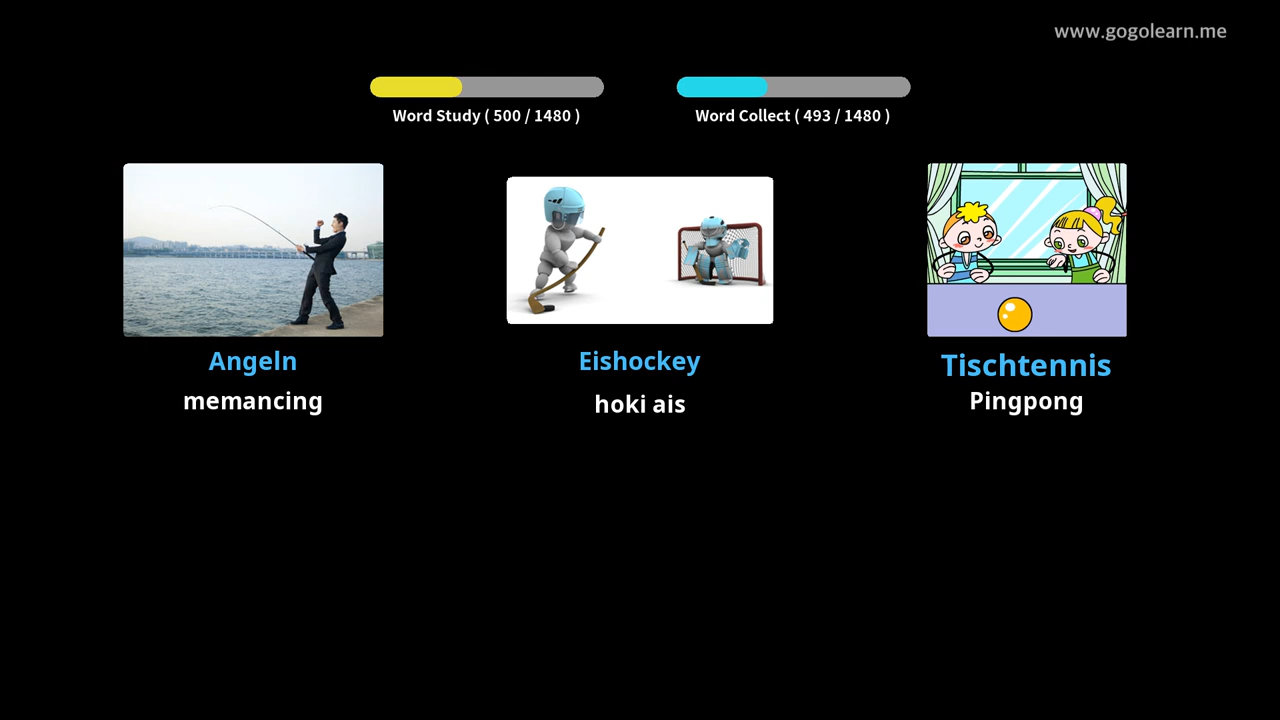 www.gogolearn.me
Word Study ( 500 / 1480 )
Word Collect ( 493 / 1480 )
Angeln
Eishockey
Tischtennis
memancing
hoki ais
Pingpong